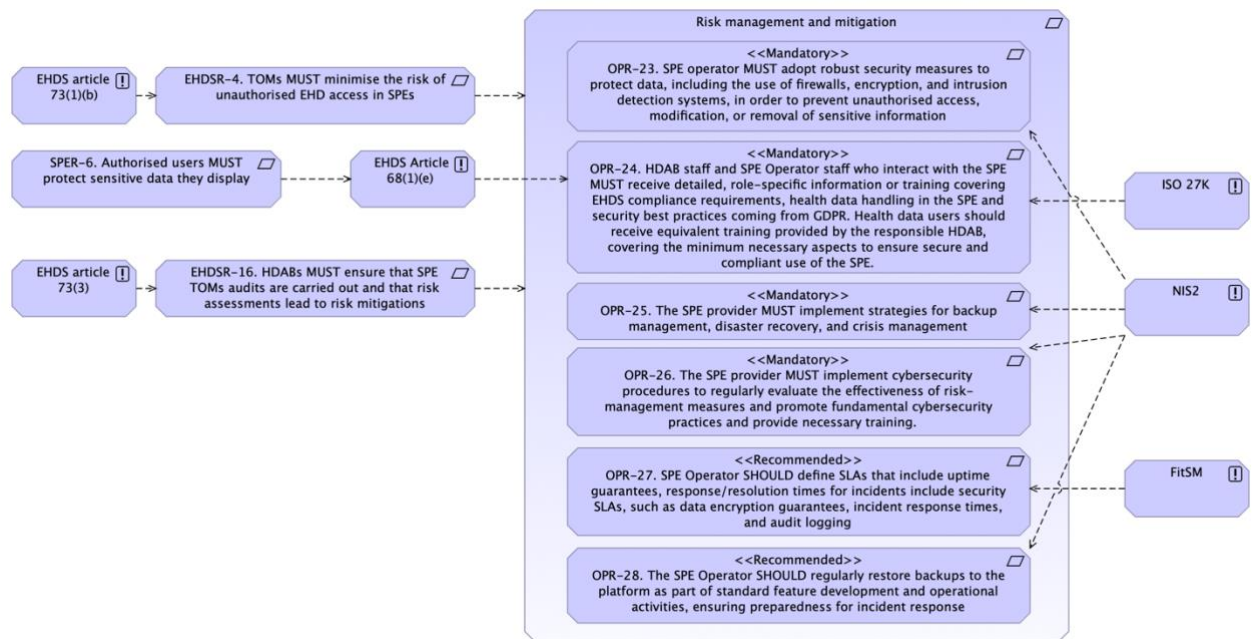 Risk management and mitigation
EHDS article
73(1)(b)
EHDSR-4. TOMs MUST minimise the risk of
unauthorised EHD access in SPEs
SPER-6. Authorised users MUST
protect sensitive data they display
EHDS Article
68(1)(e)
EHDS article
73(3)
EHDSR-16. HDABs MUST ensure that SPE
TOMs audits are carried out and that risk
assessments lead to risk mitigations
<<Mandatory>>
OPR-23. SPE operator MUST adopt robust security measures to
protect data, including the use of firewalls, encryption, and intrusion
detection systems, in order to prevent unauthorised access,
modification, or removal of sensitive information
<<Mandatory>>
OPR-24. HDAB staff and SPE Operator staff who interact with the SPE
MUST receive detailed, role-specific information or training covering
EHDS compliance requirements, health data handling in the SPE and
security best practices coming from GDPR. Health data users should
receive equivalent training provided by the responsible HDAB,
covering the minimum necessary aspects to ensure secure and
compliant use of the SPE.
<<Mandatory>>
OPR-25. The SPE provider MUST implement strategies for backup
management, disaster recovery, and crisis management
<<Mandatory>>
OPR-26. The SPE provider MUST implement cybersecurity
procedures to regularly evaluate the effectiveness of risk-
management measures and promote fundamental cybersecurity
practices and provide necessary training.
<<Recommended>>
OPR-27. SPE Operator SHOULD define SLAs that include uptime
guarantees, response/resolution times for incidents include security
SLAs, such as data encryption guarantees, incident response times,
and audit logging
<<Recommended>>
OPR-28. The SPE Operator SHOULD regularly restore backups to the
platform as part of standard feature development and operational
activities, ensuring preparedness for incident response
ISO 27K
NIS2
FitSM